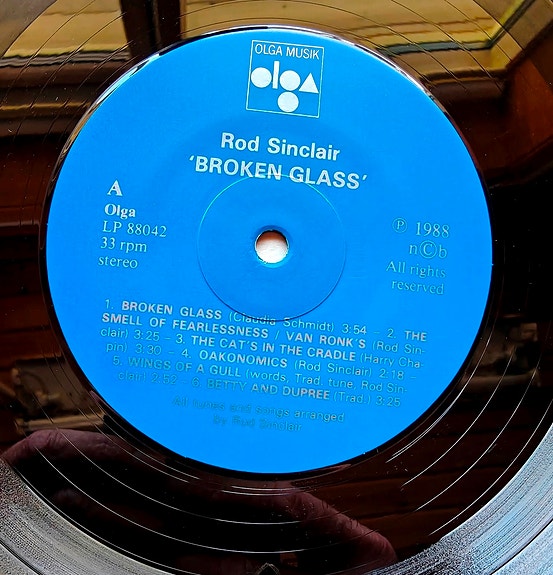 OLGA MUSIK
olga
Rod Sinclair
‘BROKEN GLASS’
A
Olga
LP 88042
33 rpm
stereo
Ⓟ 1988
n©b
All rights
reserved
1. BROKEN GLASS (Claudia Schmidt) 3:54 – 2. THE
SMELL OF FEARLESSNESS / VAN RONK'S (Rod Sin-
clair) 3:25 – 3. THE CAT'S IN THE CRADLE (Harry Cha-
pin) 3:30 – 4. OAKONOMICS (Rod Sinclair) 2:18 –
5. WINGS OF A GULL (words, Trad. tune, Rod Sin-
clair) 2:52 – 6. BETTY AND DUPREE (Trad.) 3:25
all tunes and songs arranged
by Rod Sinclair